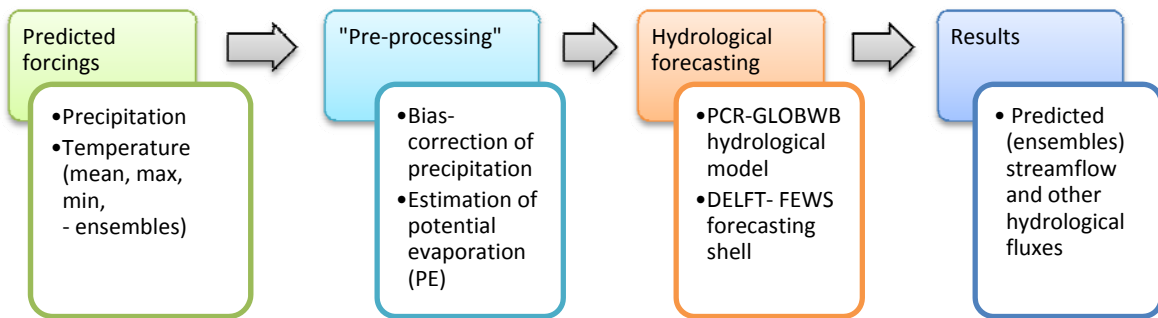 Predicted
forcings
•Precipitation
•Temperature
(mean, max,
min,
- ensembles)
"Pre-processing"
•Bias-
correction of
precipitation
•Estimation of
potential
evaporation
(PE)
Hydrological
forecasting
•PCR-GLOBWB
hydrological
model
•DELFT- FEWS
forecasting
shell
Results
• Predicted
(ensembles)
streamflow
and other
hydrological
fluxes